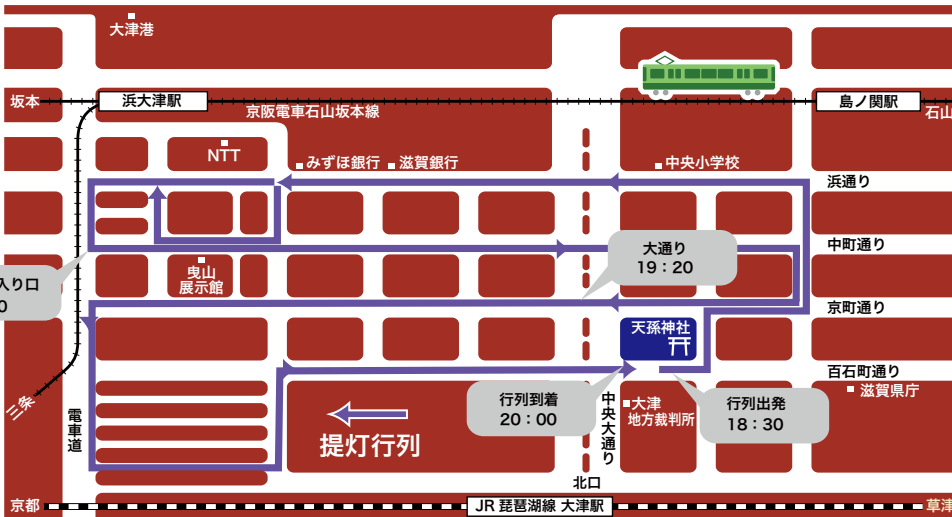 大津港
坂本
浜大津駅
京阪電車石山坂本線
島ノ関駅
石山
NTT
みずほ銀行
滋賀銀行
中央小学校
浜通り
大通り
19：20
中町通り
入り口
0
曳山
展示館
京町通り
天孫神社
百石町通り
滋賀県庁
三条
電車道
提灯行列
行列到着
20：00
中央大通り
大津
地方裁判所
行列出発
18：30
北口
京都
JR 琵琶湖線 大津駅
草津